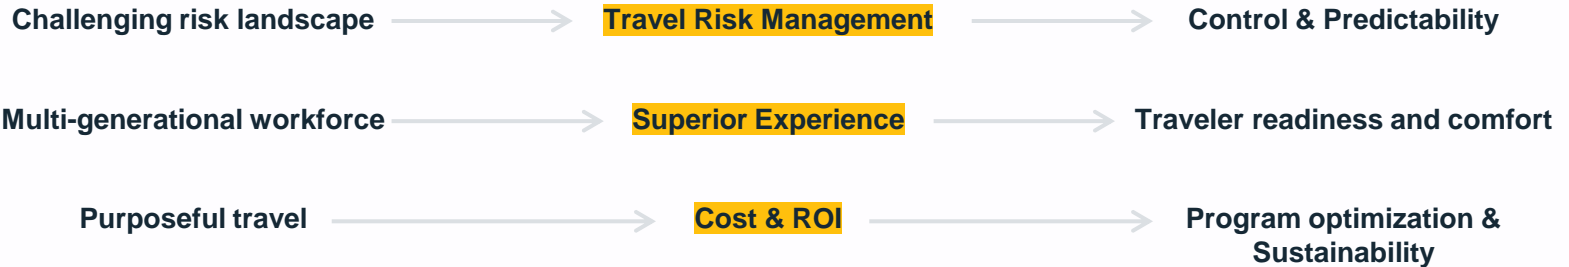 Challenging risk landscape Travel Risk Management Control & Predictability
Multi-generational workforce Superior Experience Traveler readiness and comfort
Purposeful travel Cost & ROI Program optimization &
Sustainability